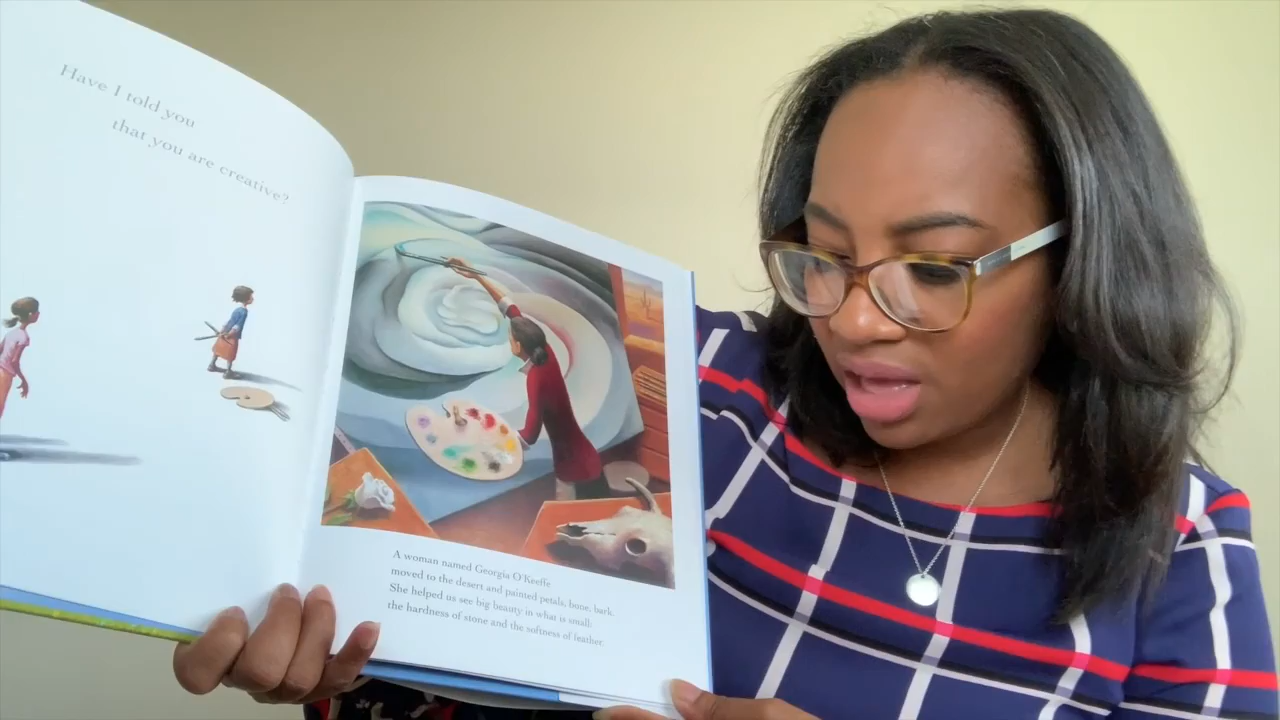 Have I told you
that you are creative?
A woman named Georgia O'Keeffe
moved to the desert and painted petals, bone, bark.
She helped us see big beauty in what is small:
the hardness of stone and the softness of feather.